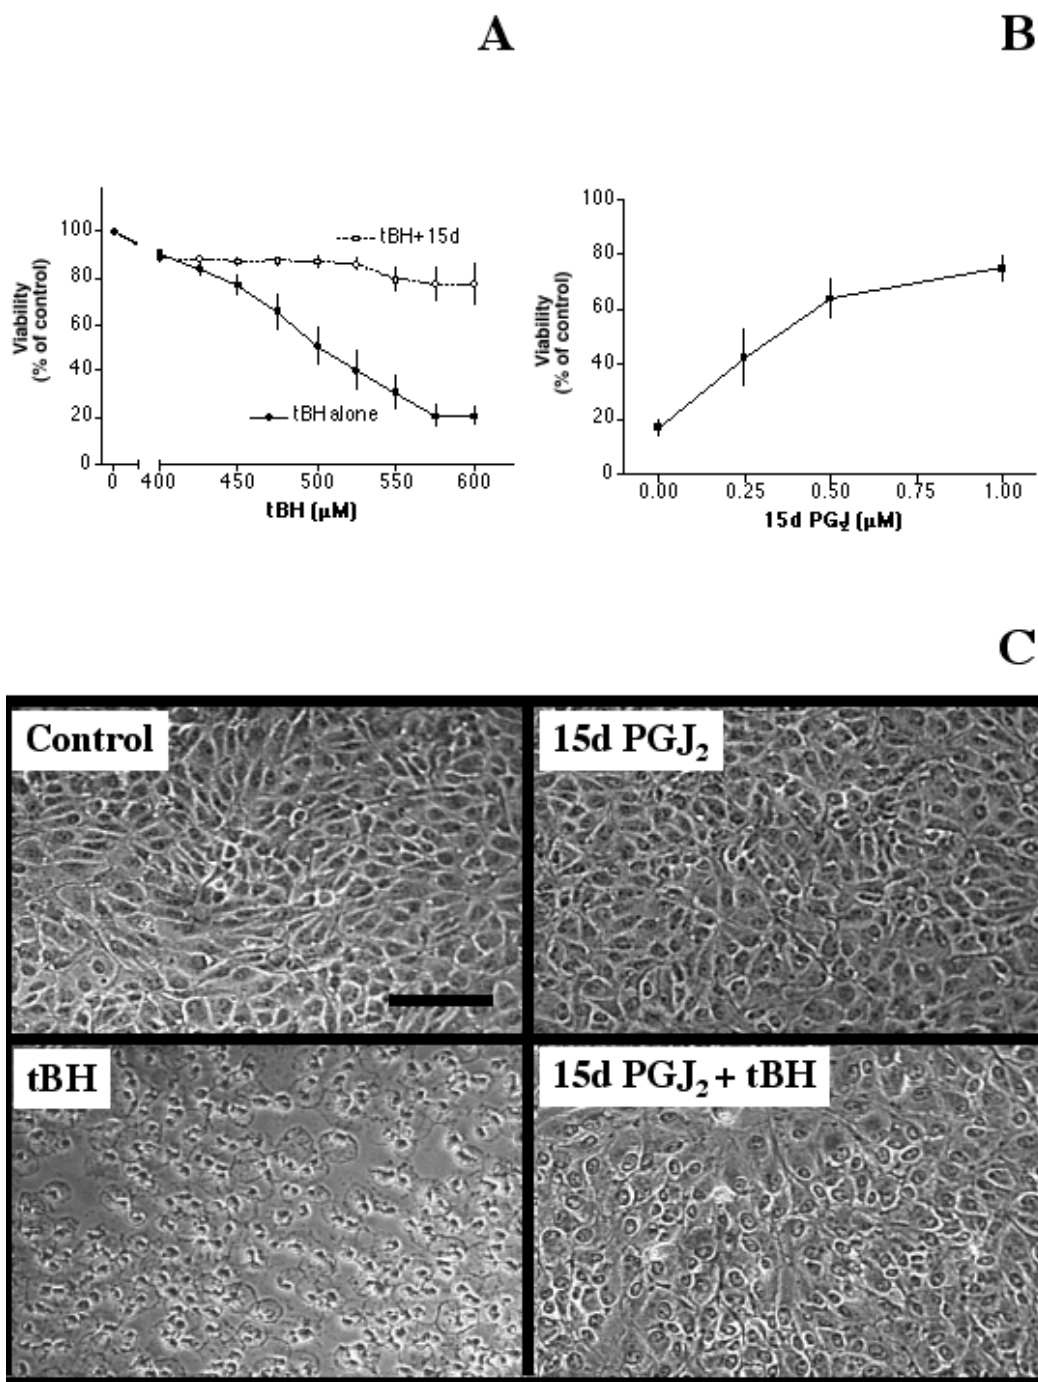 A
B
100
80
60
40
20
0
Viability
(% of control)
tBH+15d
tBH alone
0 400 450 500 550 600
tBH (µM)
100
80
60
40
20
0
Viability
(% of control)
0.00 0.25 0.50 0.75 1.00
15d PGJ2 (µM)
C
Control
15d PGJ2
tBH
15d PGJ2 + tBH